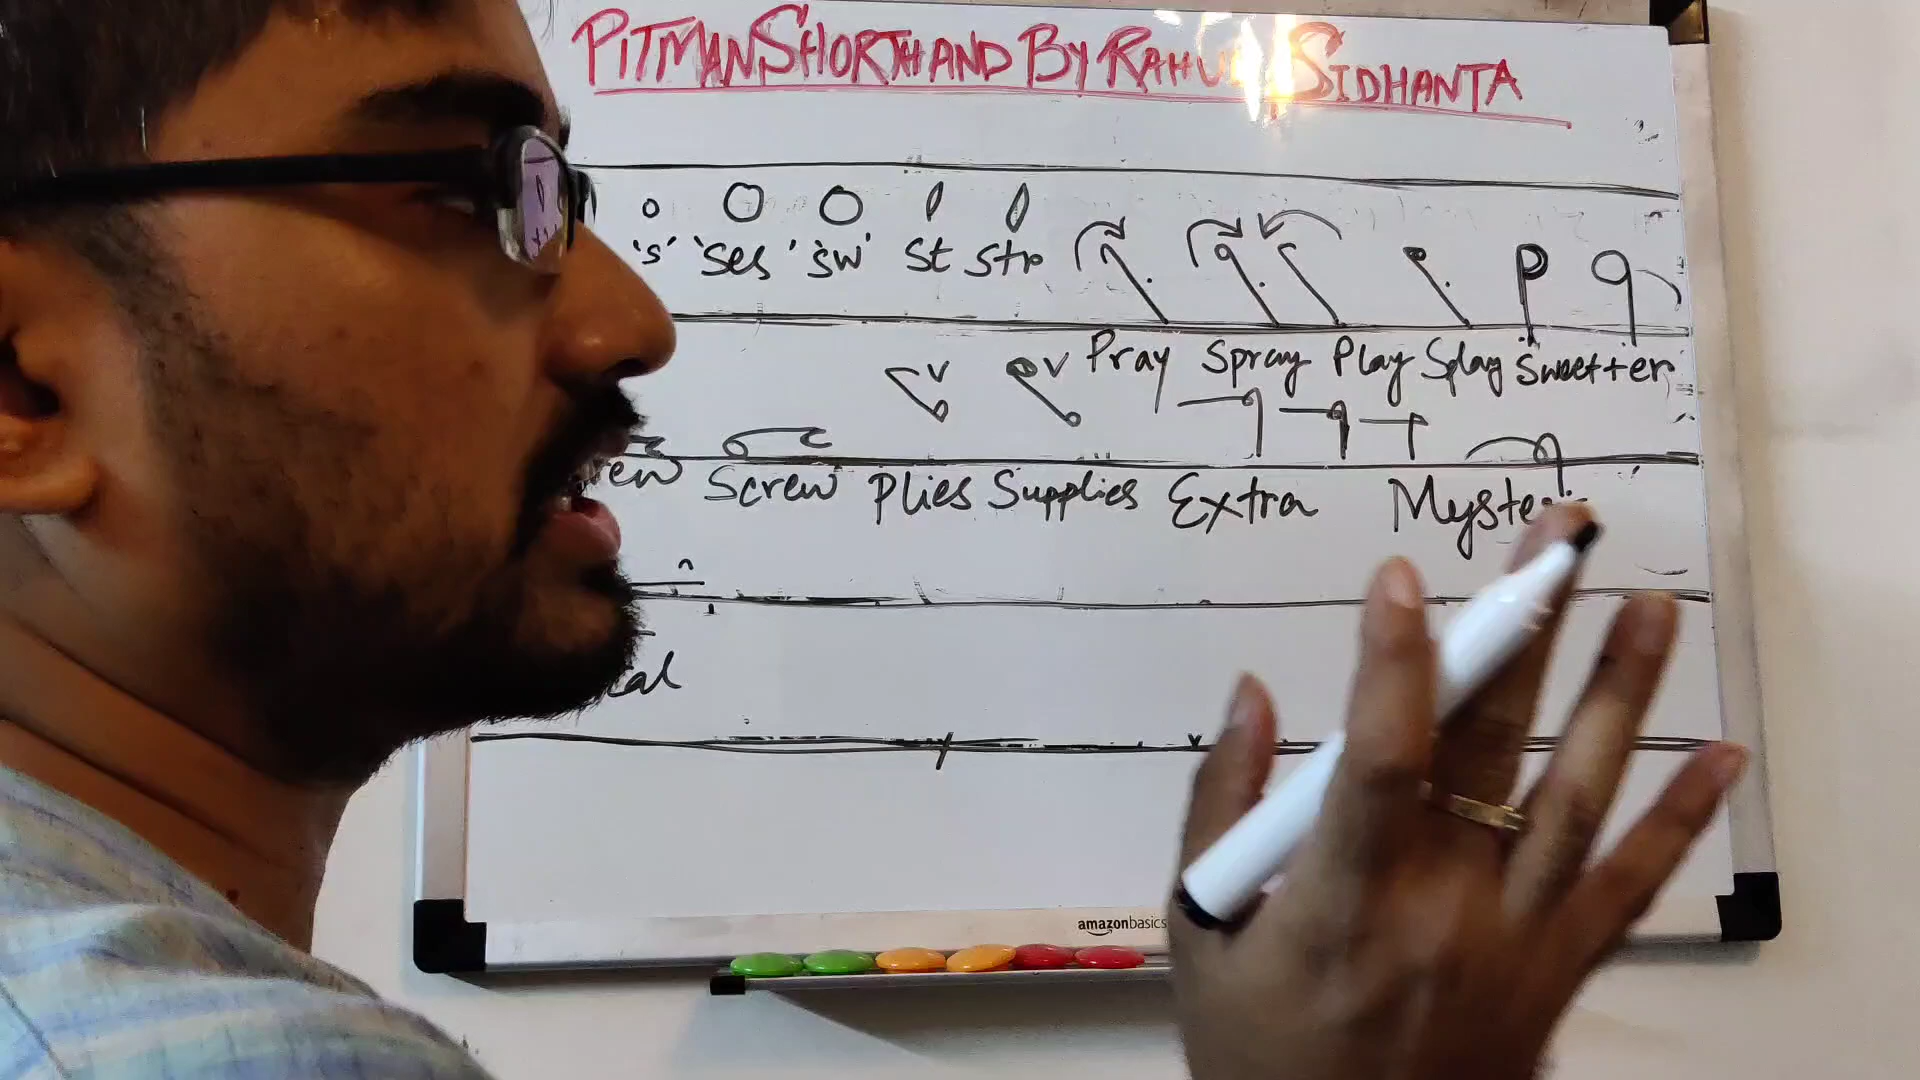 PITMAN SHORTHAND BY RAHUL SIDHANTA
'S' 'Ses' 'SW' St Str
Pray Spray Play Splay Sweetter
Screw Plies Supplies Extra
amazonbasics